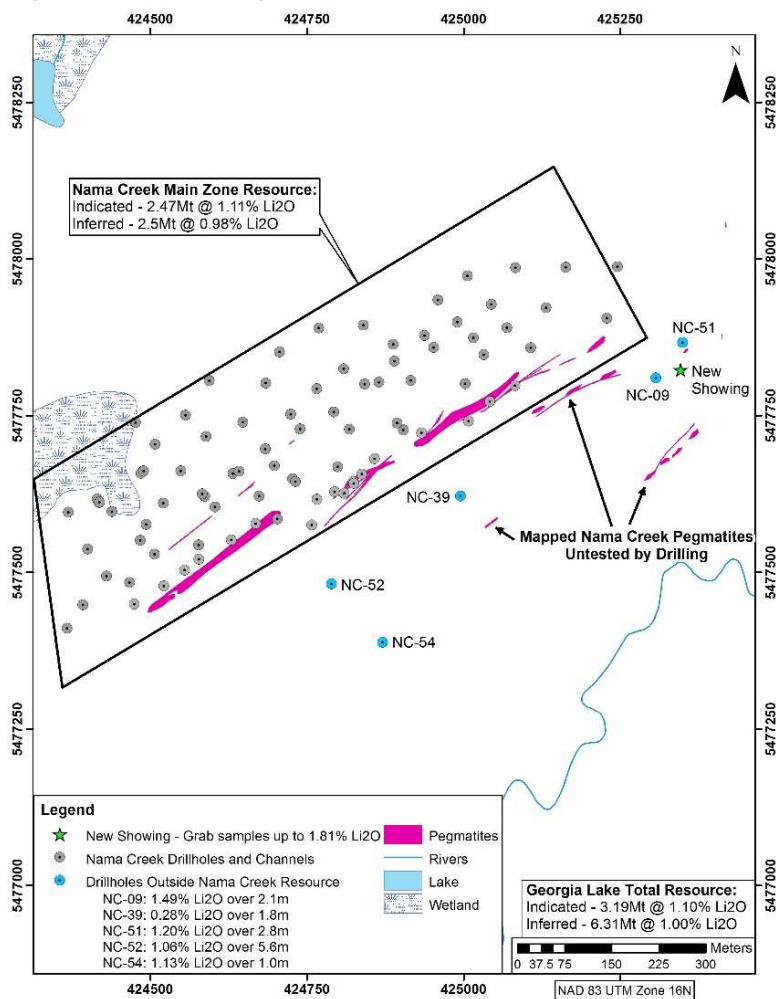 424500
424750
425000
425250
N
5478250
5478250
Nama Creek Main Zone Resource:
Indicated - 2.47Mt @ 1.11% Li2O
Inferred - 2.5Mt @ 0.98% Li2O
5478000
5478000
NC-51
New
Showing
NC-09
5477750
5477750
NC-39
Mapped Nama Creek Pegmatites
Untested by Drilling
5477500
5477500
NC-52
NC-54
5477250
5477250
Legend
New Showing - Grab samples up to 1.81% Li2O
Nama Creek Drillholes and Channels
Drillholes Outside Nama Creek Resource
NC-09: 1.49% Li2O over 2.1m
NC-39: 0.28% Li2O over 1.8m
NC-51: 1.20% Li2O over 2.8m
NC-52: 1.06% Li2O over 5.6m
NC-54: 1.13% Li2O over 1.0m
Pegmatites
Rivers
Lake
Wetland
5477000
5477000
Georgia Lake Total Resource:
Indicated - 3.19Mt @ 1.10% Li2O
Inferred - 6.31Mt @ 1.00% Li2O
Meters
0 37.5 75 150 225 300
NAD 83 UTM Zone 16N
424500
424750
425000
425250